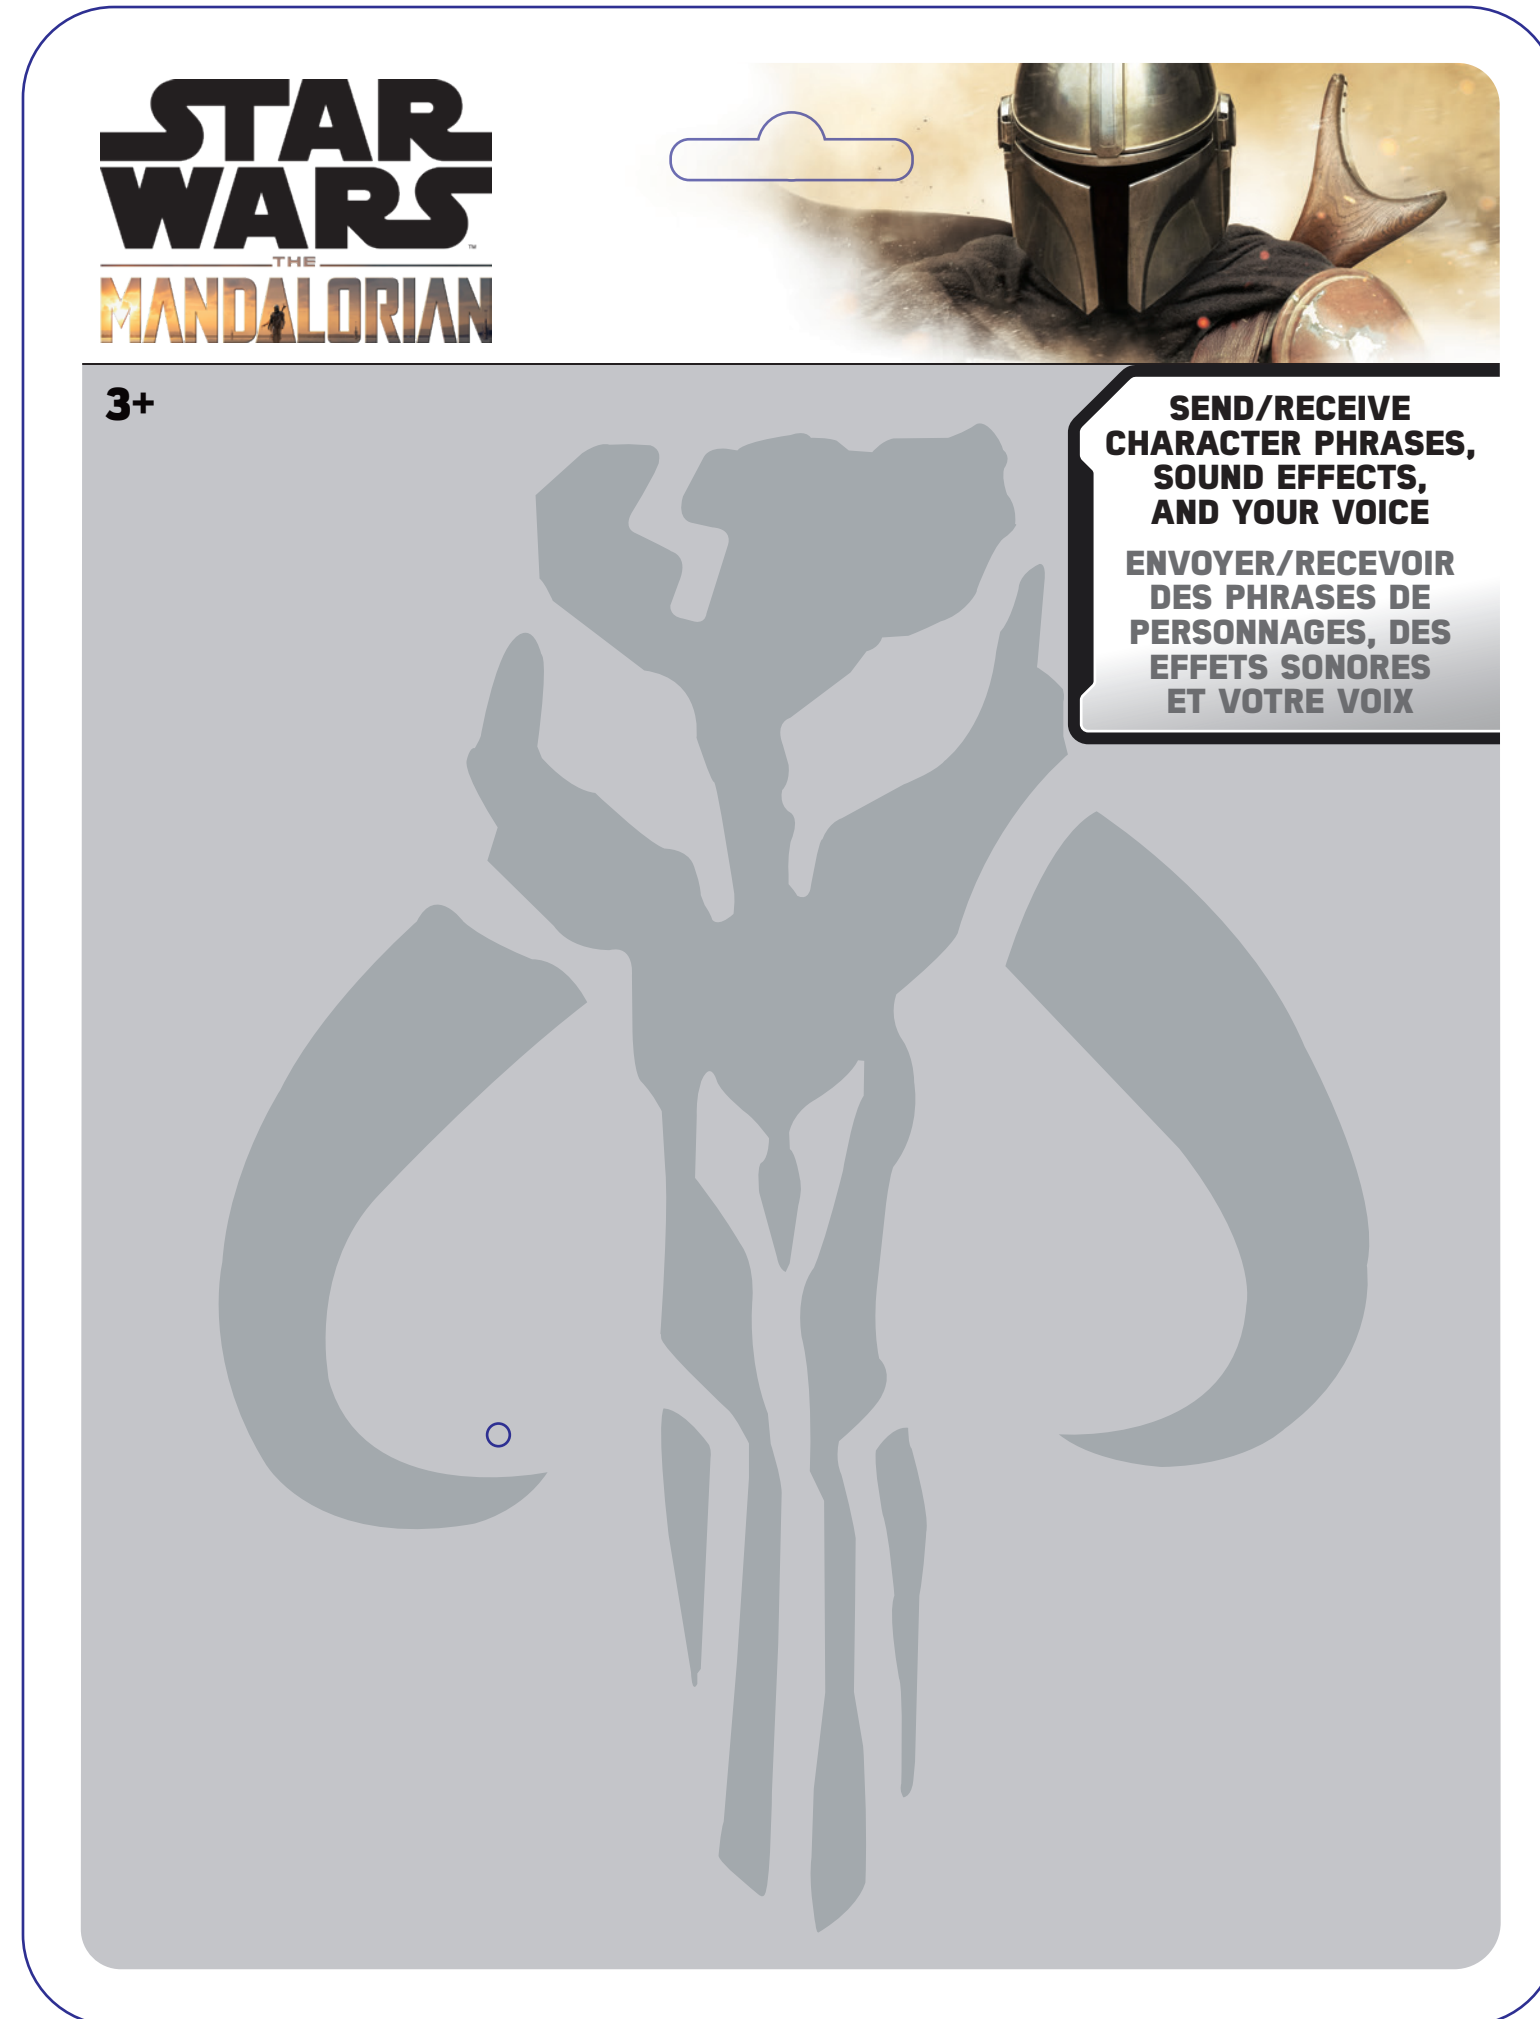 STAR
WARS™
THE
MANDALORIAN
3+
SEND/RECEIVE
CHARACTER PHRASES,
SOUND EFFECTS,
AND YOUR VOICE
ENVOYER/RECEVOIR
DES PHRASES DE
PERSONNAGES, DES
EFFETS SONORES
ET VOTRE VOIX